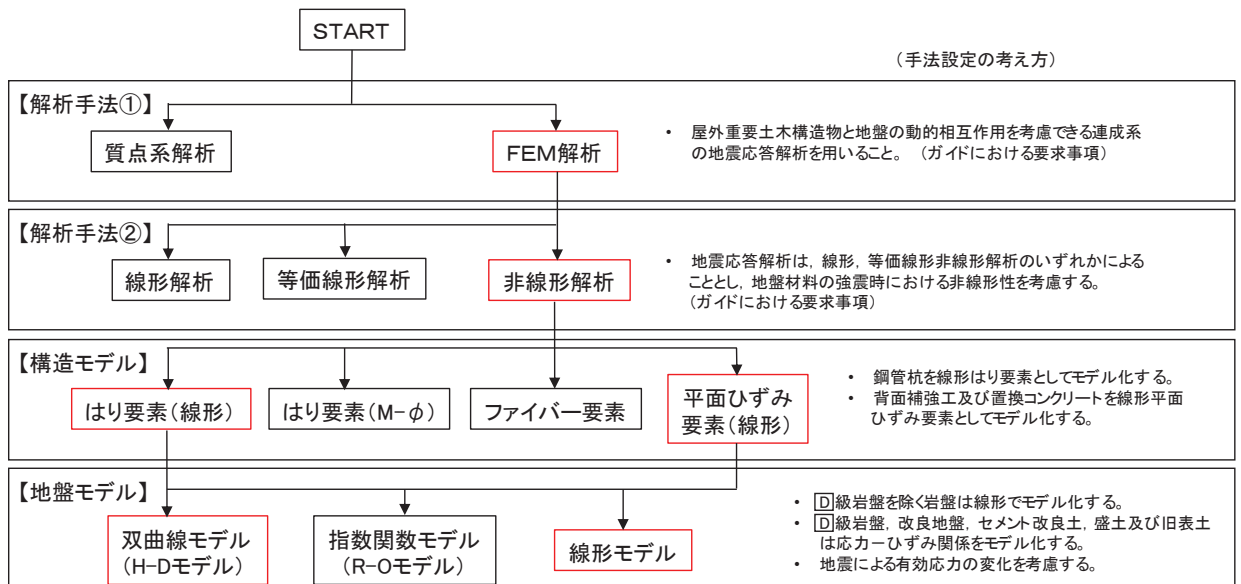 START
(手法設定の考え方)
【解析手法①】
質点系解析
FEM解析
・ 屋外重要土木構造物と地盤の動的相互作用を考慮できる連成系
の地震応答解析を用いること。 (ガイドにおける要求事項)
【解析手法②】
線形解析
等価線形解析
非線形解析
・ 地震応答解析は，線形，等価線形非線形解析のいずれかによる
こととし，地盤材料の強震時における非線形性を考慮する。
(ガイドにおける要求事項)
【構造モデル】
はり要素(線形)
はり要素(M-φ)
ファイバー要素
平面ひずみ
要素(線形)
・ 鋼管杭を線形はり要素としてモデル化する。
・ 背面補強工及び置換コンクリートを線形平面
ひずみ要素としてモデル化する。
【地盤モデル】
双曲線モデル
(H-Dモデル)
指数関数モデル
(R-Oモデル)
線形モデル
・ D級岩盤を除く岩盤は線形でモデル化する。
・ D級岩盤，改良地盤，セメント改良土，盛土及び旧表土
は応力ーひずみ関係をモデル化する。
・ 地震による有効応力の変化を考慮する。